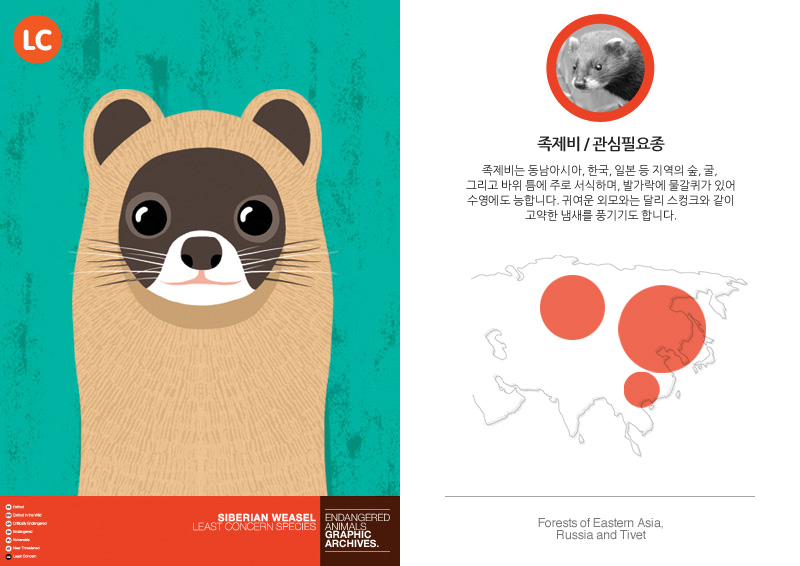 LC
Extinct
Extinct in the Wild
Critically Endangered
Endangered
Vulnerable
Near Threatened
Least Concern
SIBERIAN WEASEL
LEAST CONCERN SPECIES
ENDANGERED
ANIMALS
GRAPHIC
ARCHIVES.
족제비 / 관심필요종
족제비는 동남아시아, 한국, 일본 등 지역의 숲, 굴,
그리고 바위 틈에 주로 서식하며, 발가락에 물갈퀴가 있어
수영에도 능합니다. 귀여운 외모와는 달리 스컹크와 같이
고약한 냄새를 풍기기도 합니다.
Forests of Eastern Asia,
Russia and Tivet